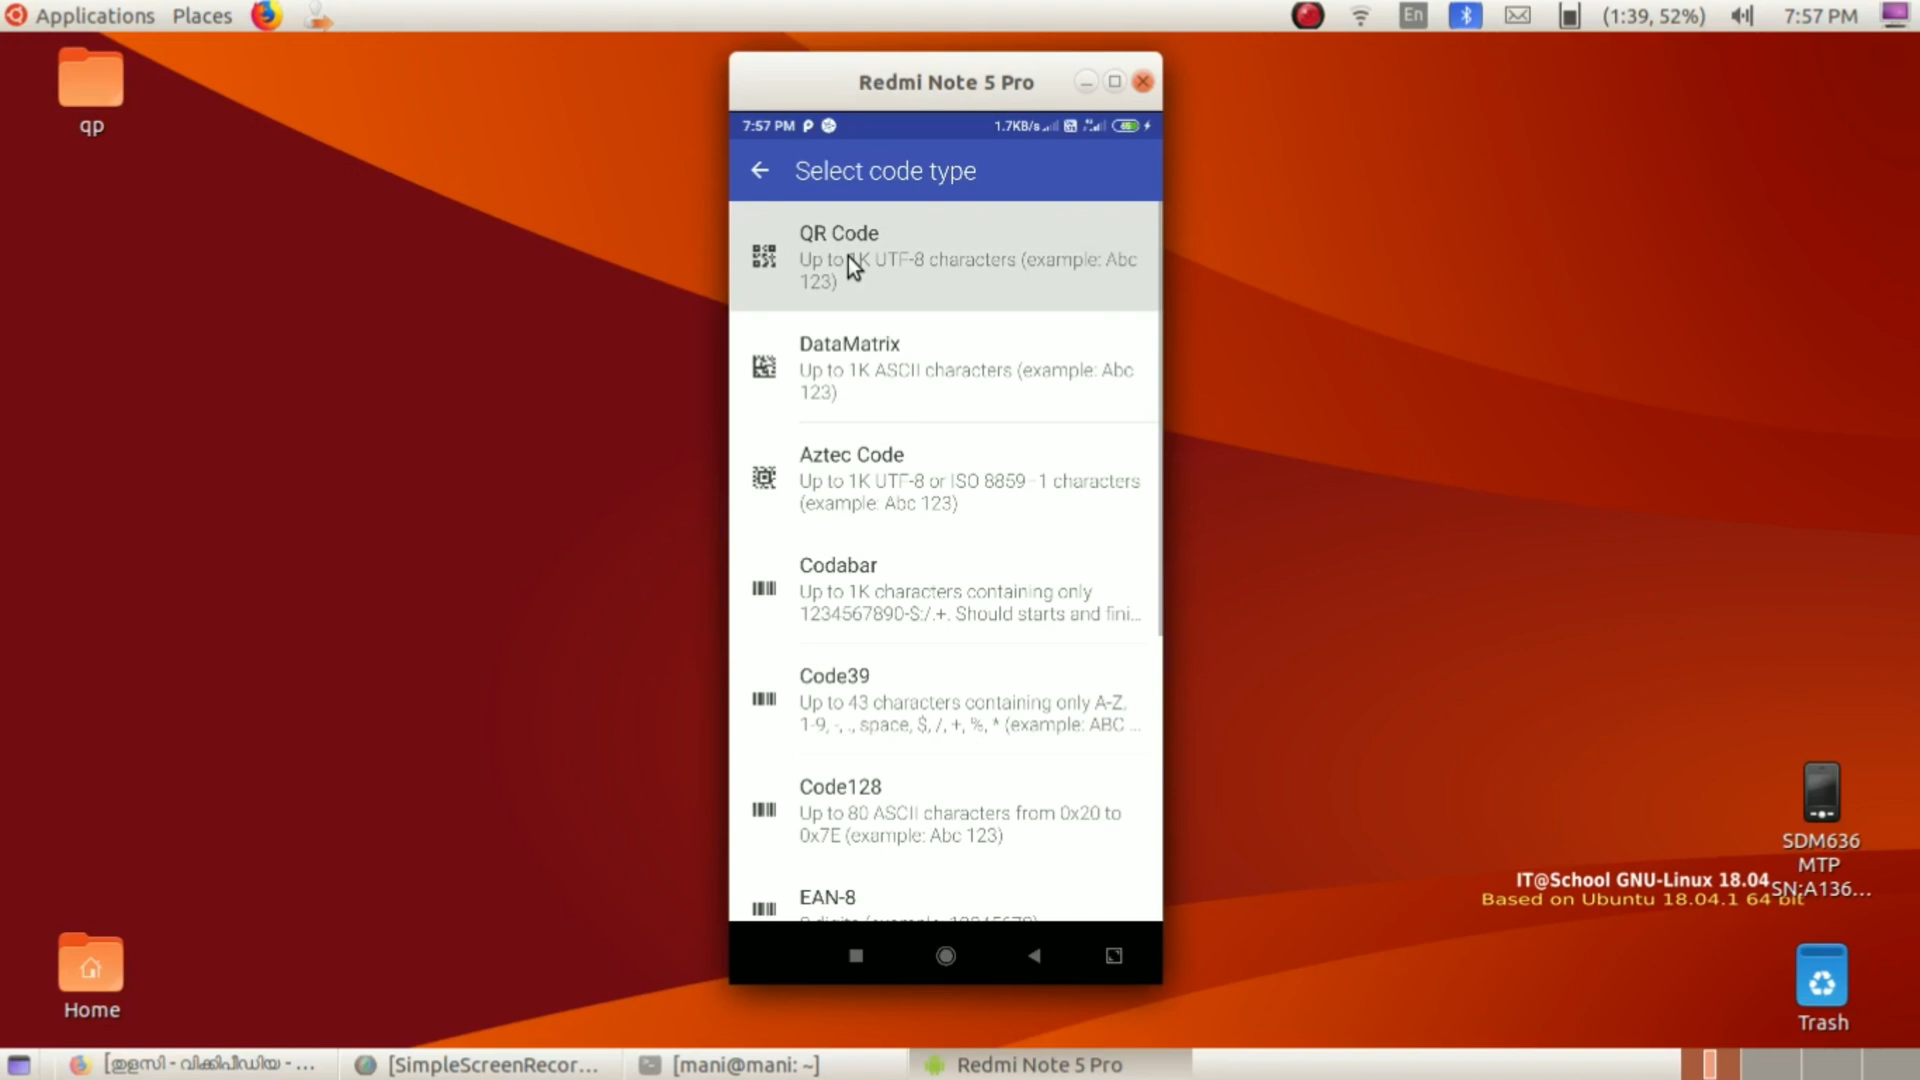 Applications Places
En
(1:39, 52%)
7:57 PM
qp
Redmi Note 5 Pro
7:57 PM
1.7KB/s
Select code type
QR Code
Up to K UTF-8 characters (example: Abc
123)
DataMatrix
Up to 1K ASCII characters (example: Abc
123)
Aztec Code
Up to 1K UTF-8 or ISO 8859-1 characters
(example: Abc 123)
Codabar
Up to 1K characters containing only
1234567890-$:/.+. Should starts and fini...
Code39
Up to 43 characters containing only A-Z,
1-9, -, ., space, $, /, +, %, * (example: ABC ...
Code128
Up to 80 ASCII characters from 0x20 to
0x7E (example: Abc 123)
EAN-8
SDM636
MTP
SN:A136...
IT@School GNU-Linux 18.04
Based on Ubuntu 18.04.1 64 bit
Home
Trash
[തുളസി - വിക്കിപീഡിയ - ...
[SimpleScreenRecor...
[mani@mani: ~]
Redmi Note 5 Pro